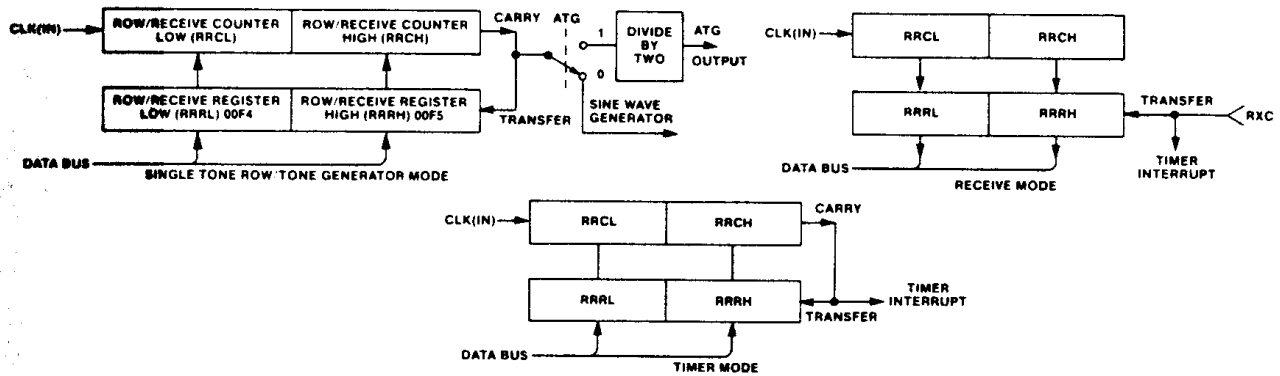 CLK(IN)
ROW/RECEIVE COUNTER
LOW (RRCL)
ROW/RECEIVE COUNTER
HIGH (RRCH)
CARRY
ATG
1
0
DIVIDE
BY
TWO
ATG
OUTPUT
ROW/RECEIVE REGISTER
LOW (RRRL) 00F4
ROW/RECEIVE REGISTER
HIGH (RRRH) 00F5
TRANSFER
SINE WAVE
GENERATOR
DATA BUS
SINGLE TONE ROW/TONE GENERATOR MODE
CLK(IN)
RRCL
RRCH
RRRL
RRRH
TRANSFER
RXC
TIMER
INTERRUPT
DATA BUS
RECEIVE MODE
CLK(IN)
RRCL
RRCH
CARRY
RRRL
RRRH
TRANSFER
TIMER
INTERRUPT
DATA BUS
TIMER MODE